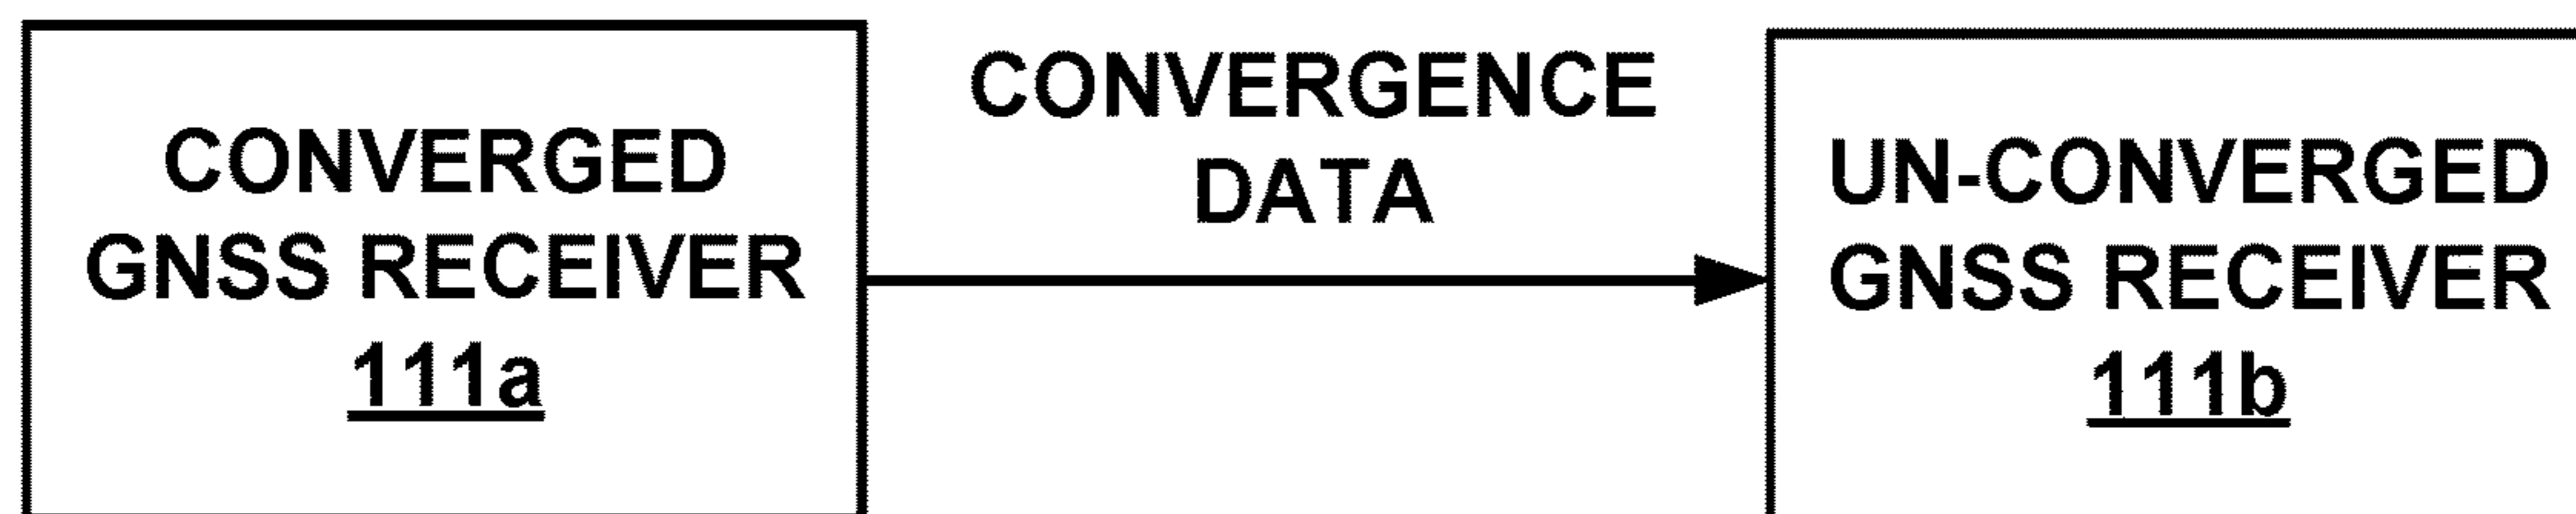 CONVERGED
GNSS RECEIVER
111a
CONVERGENCE
DATA
UN-CONVERGED
GNSS RECEIVER
111b